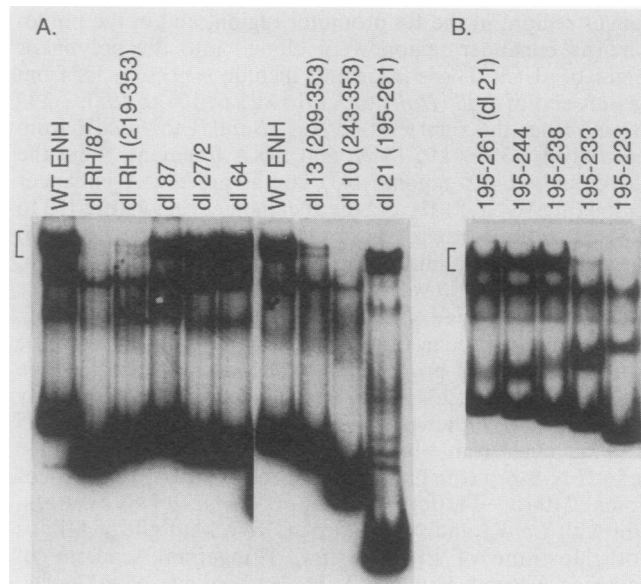 A.
WT ENH
dl RH/87
dl RH (219-353)
dl 87
dl 27/2
dl 64
WT ENH
dl 13 (209-353)
dl 10 (243-353)
dl 21 (195-261)
B.
195-261 (dl 21)
195-244
195-238
195-233
195-223